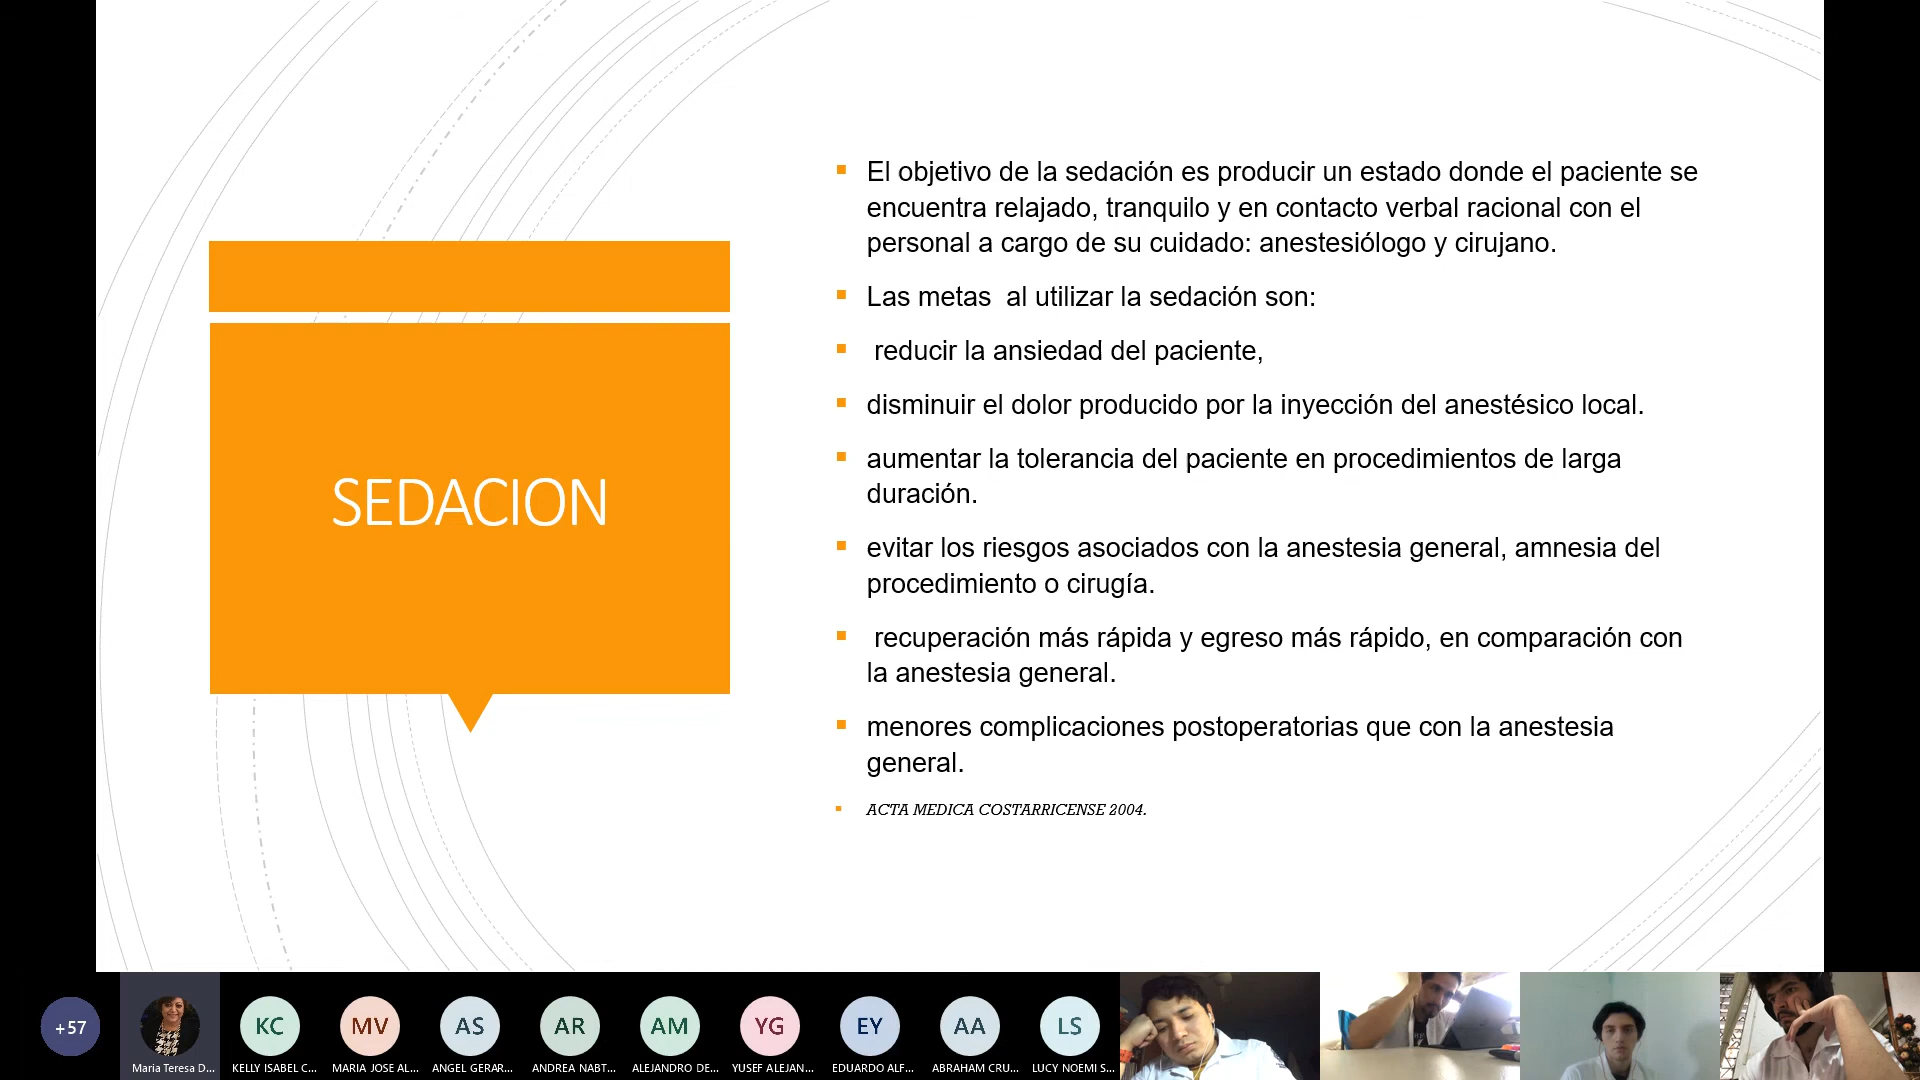 SEDACION
El objetivo de la sedación es producir un estado donde el paciente se
encuentra relajado, tranquilo y en contacto verbal racional con el
personal a cargo de su cuidado: anestesiólogo y cirujano.
Las metas  al utilizar la sedación son:
reducir la ansiedad del paciente,
disminuir el dolor producido por la inyección del anestésico local.
aumentar la tolerancia del paciente en procedimientos de larga
duración.
evitar los riesgos asociados con la anestesia general, amnesia del
procedimiento o cirugía.
recuperación más rápida y egreso más rápido, en comparación con
la anestesia general.
menores complicaciones postoperatorias que con la anestesia
general.
ACTA MEDICA COSTARRICENSE 2004.
+57
KC
MV
AS
AR
AM
YG
EY
AA
LS
Maria Teresa D...
KELLY ISABEL C...
MARIA JOSE AL...
ANGEL GERAR...
ANDREA NABT...
ALEJANDRO DE...
YUSEF ALEJAN...
EDUARDO ALF...
ABRAHAM CRU...
LUCY NOEMI S...